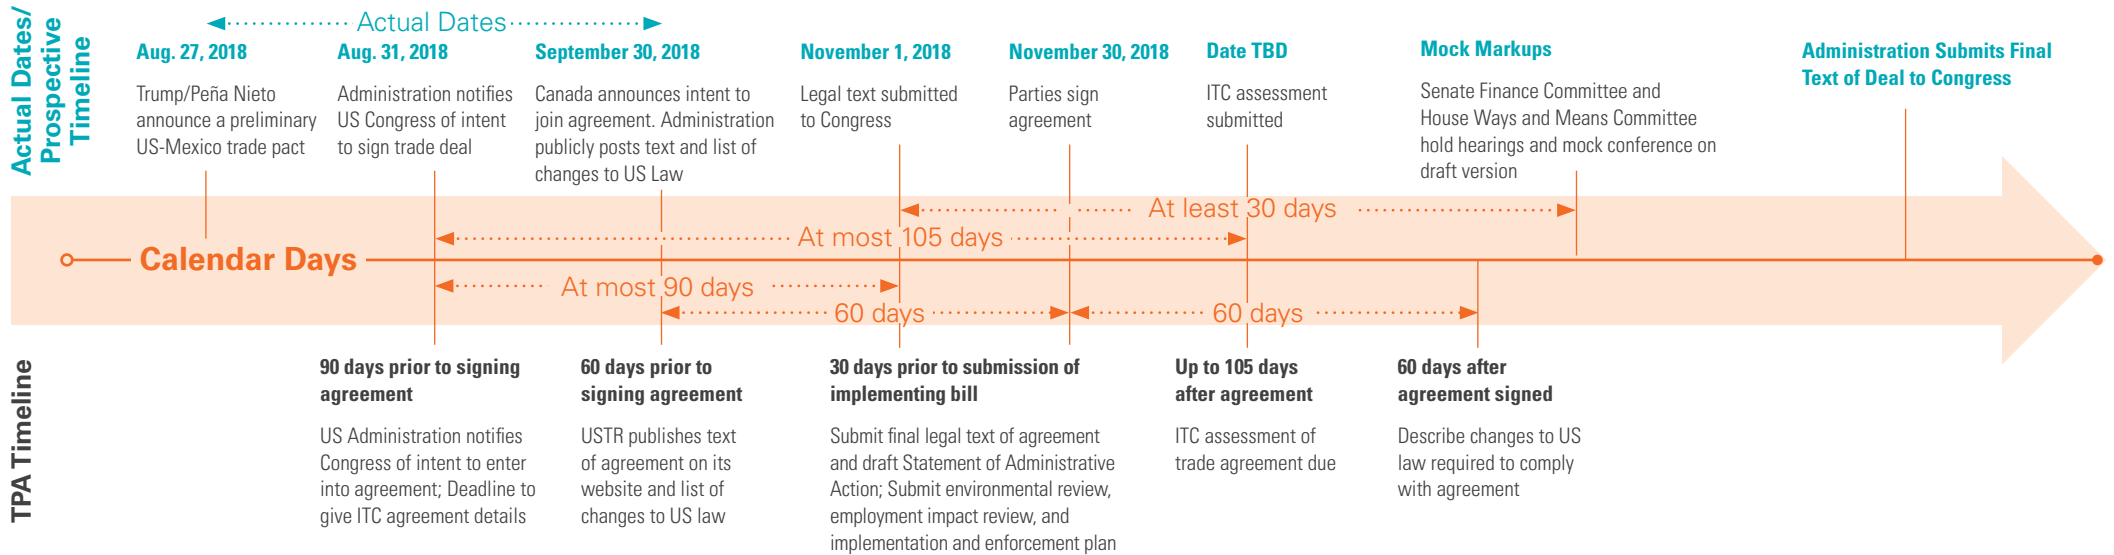 Actual Dates/
Prospective
Timeline
Actual Dates
Aug. 27, 2018
Trump/Peña Nieto
announce a preliminary
US-Mexico trade pact
Aug. 31, 2018
Administration notifies
US Congress of intent
to sign trade deal
September 30, 2018
Canada announces intent to
join agreement. Administration
publicly posts text and list of
changes to US Law
November 1, 2018
Legal text submitted
to Congress
November 30, 2018
Parties sign
agreement
Date TBD
ITC assessment
submitted
Mock Markups
Senate Finance Committee and
House Ways and Means Committee
hold hearings and mock conference on
draft version
Administration Submits Final
Text of Deal to Congress
At least 30 days
At most 105 days
Calendar Days
At most 90 days
60 days
60 days
TPA Timeline
90 days prior to signing
agreement
US Administration notifies
Congress of intent to enter
into agreement; Deadline to
give ITC agreement details
60 days prior to
signing agreement
USTR publishes text
of agreement on its
website and list of
changes to US law
30 days prior to submission of
implementing bill
Submit final legal text of agreement
and draft Statement of Administrative
Action; Submit environmental review,
employment impact review, and
implementation and enforcement plan
Up to 105 days
after agreement
ITC assessment of
trade agreement due
60 days after
agreement signed
Describe changes to US
law required to comply
with agreement